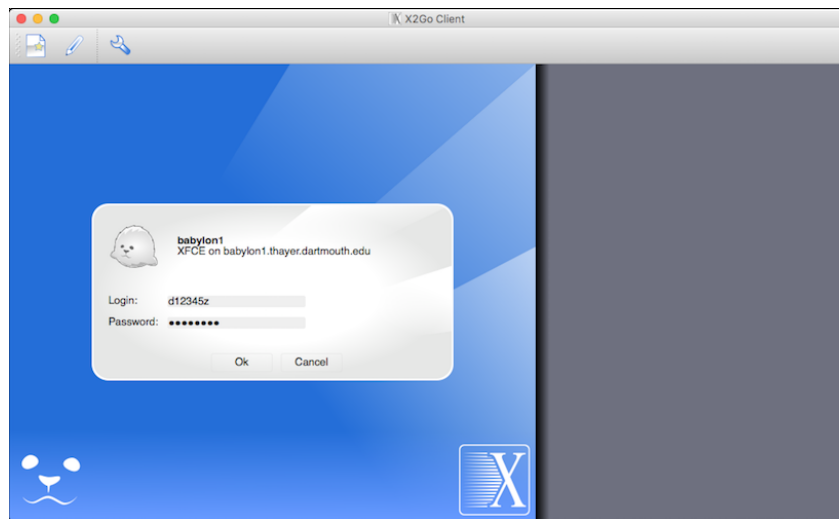 X2Go Client
babylon1
XFCE on babylon1.thayer.dartmouth.edu
Login: d12345z
Password: ••••••••
Ok Cancel
X